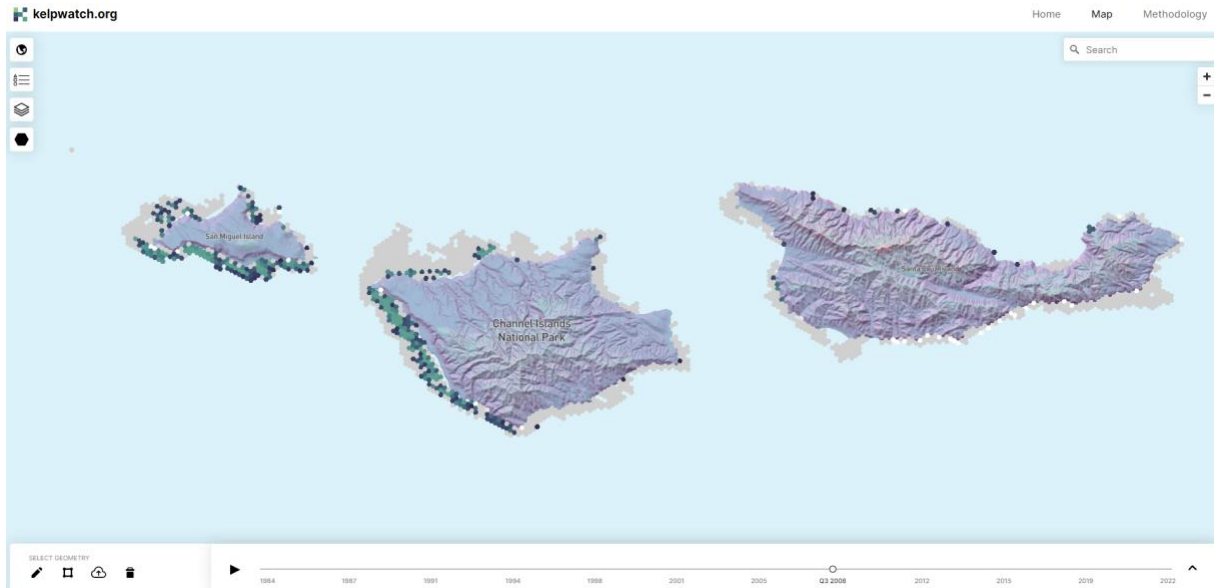 kelpwatch.org
Home Map Methodology
Search
San Miguel Island
Channel Islands
National Park
SELECT GEOMETRY
1984 1987 1991 1994 1998 2001 2005 Q3 2008 2012 2015 2019 2022